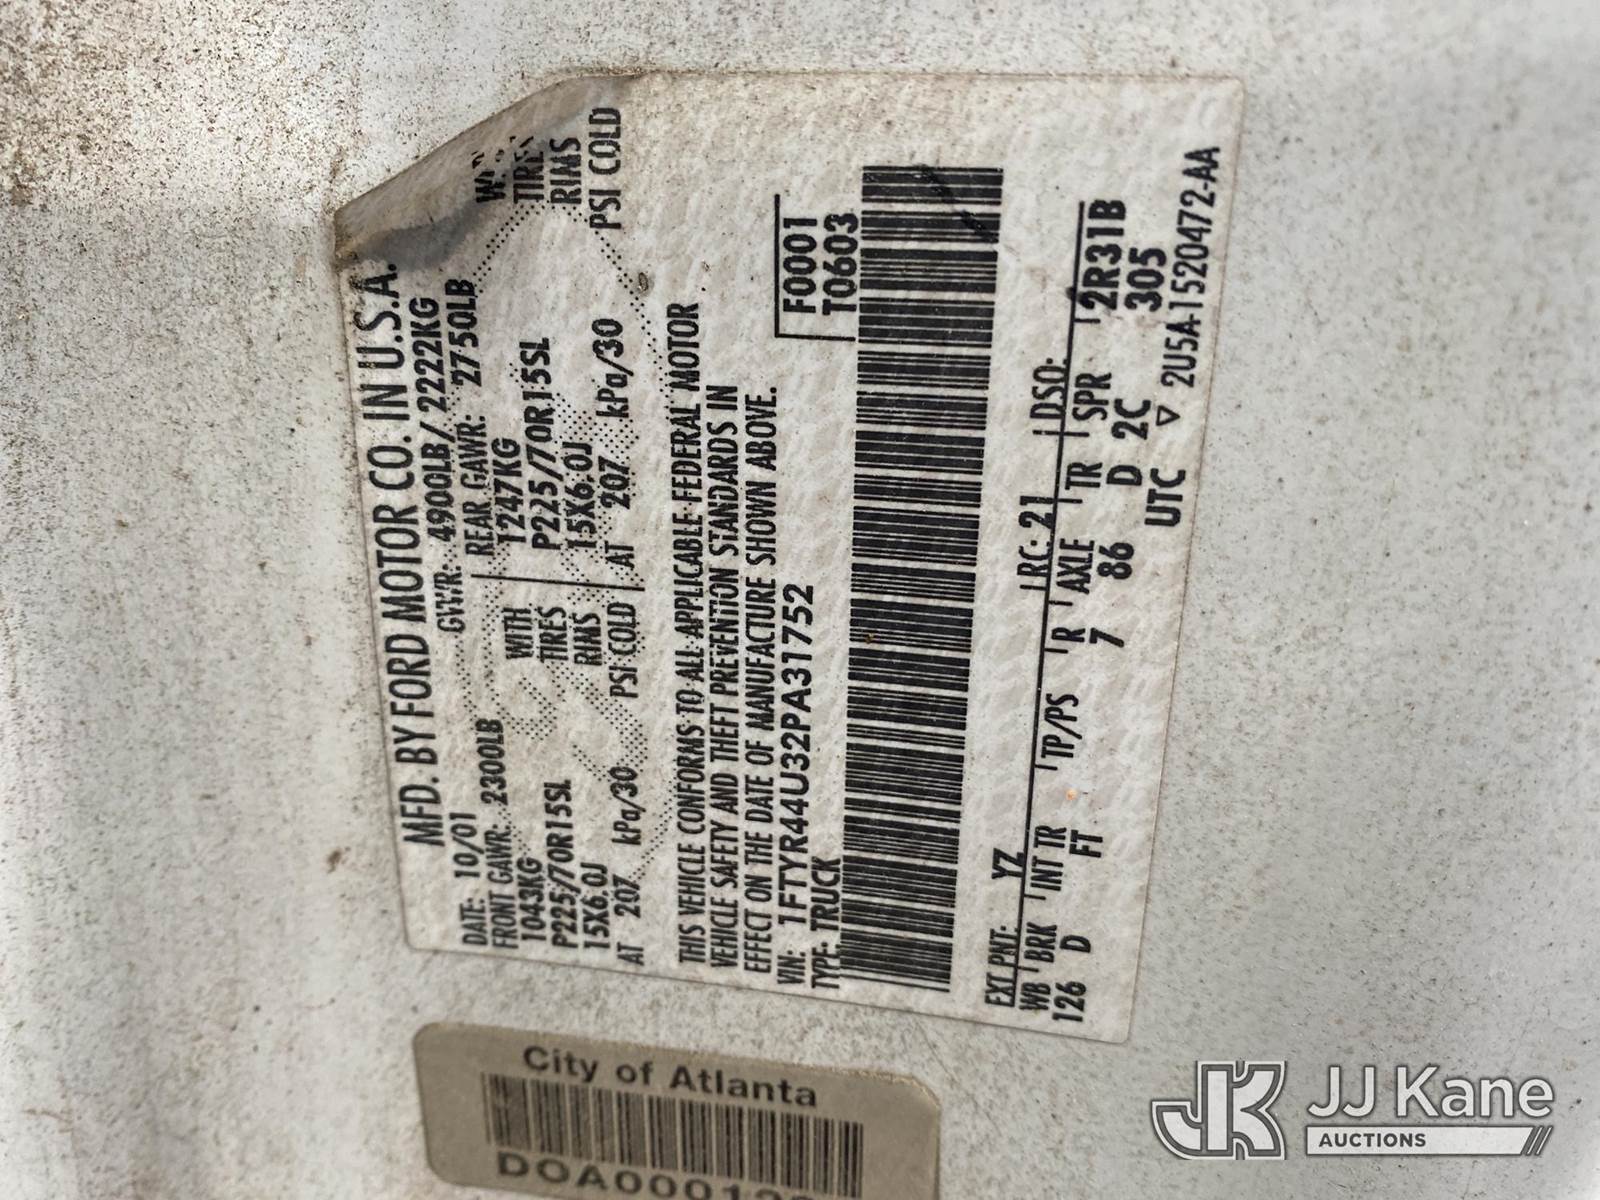 MFD. BY FORD MOTOR CO. IN U.S.A.
DATE: 10/01 GVWR: 4900LB/ 2222KG
FRONT GAWR: 2300LB REAR GAWR: 2750LB
1043KG WITH 1247KG
P225/70R15SL TIRES P225/70R15SL
15X6.0J RIMS 15X6.0J RIMS
AT 207 kPa/30 PSI COLD AT 207 kPa/30 PSI COLD
THIS VEHICLE CONFORMS TO ALL APPLICABLE FEDERAL MOTOR
VEHICLE SAFETY AND THEFT PREVENTION STANDARDS IN
EFFECT ON THE DATE OF MANUFACTURE SHOWN ABOVE.
VIN: 1FTYR44U32PA31752 F0001
TYPE: TRUCK T0603
EXT PNT: YZ RC: 21 DSO:
WB BRK INT TR TP/PS R AXLE TR SPR 2R31B
126 D FT 7 86 D 2C 305
UTC ▽ 2U5A-1520472-AA
City of Atlanta
JJ Kane
AUCTIONS